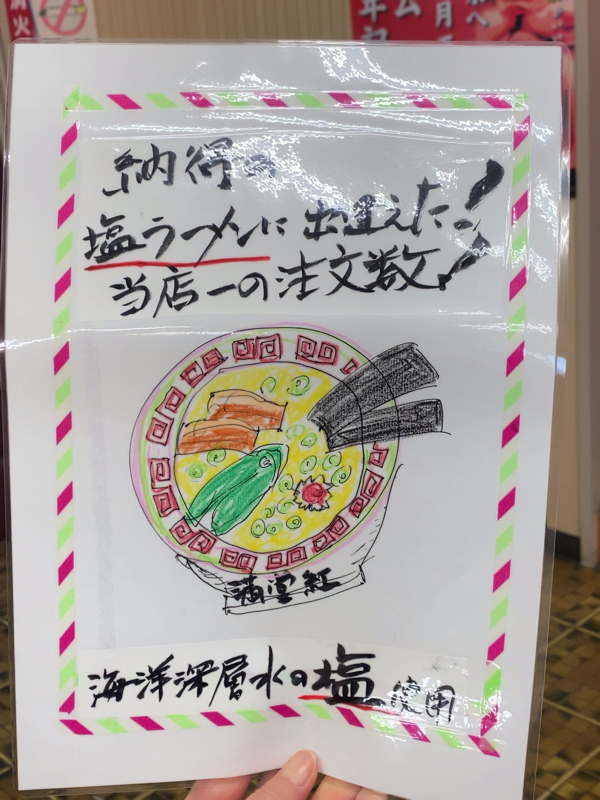 納得の
塩ラーメンに出逢えた!
当店一の注文数!
満堂紅
海洋深層水の塩使用